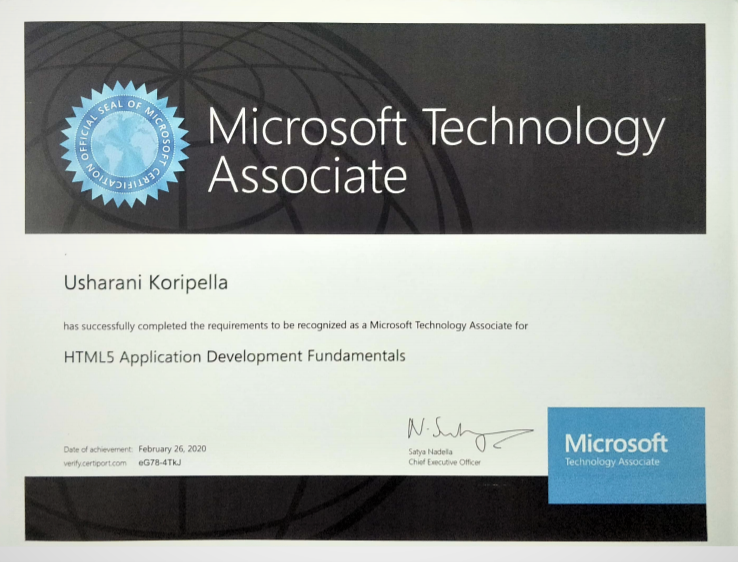 OFFICIAL SEAL OF MICROSOFT CERTIFICATION
Microsoft Technology
Associate
Usharani Koripella
has successfully completed the requirements to be recognized as a Microsoft Technology Associate for
HTML5 Application Development Fundamentals
Date of achievement: February 26, 2020
verify.certiport.com eG78-4TkJ
N. Satya
Satya Nadella
Chief Executive Officer
Microsoft
Technology Associate